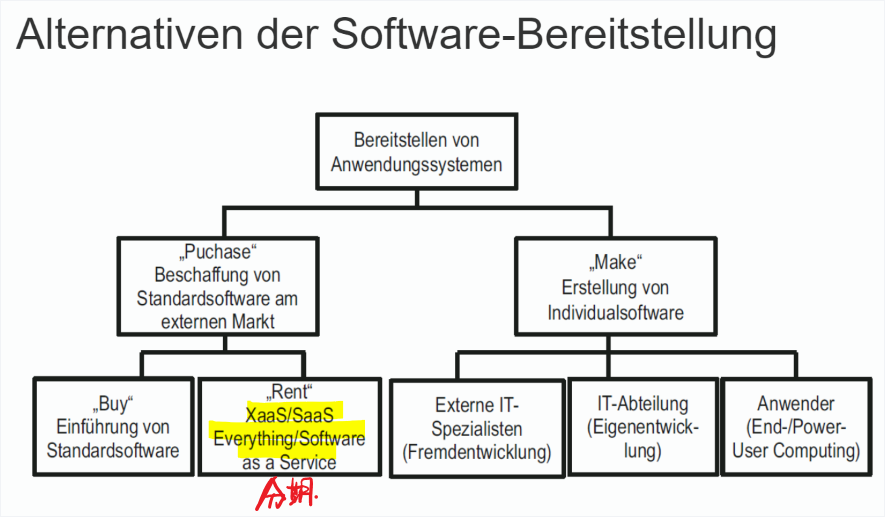 Alternativen der Software-Bereitstellung
Bereitstellen von
Anwendungssystemen
„Puchase“
Beschaffung von
Standardsoftware am
externen Markt
„Make“
Erstellung von
Individualsoftware
„Buy“
Einführung von
Standardsoftware
„Rent“
XaaS/SaaS
Everything/Software
as a Service
Externe IT-
Spezialisten
(Fremdentwicklung)
IT-Abteilung
(Eigenentwick-
lung)
Anwender
(End-/Power-
User Computing)
分期.